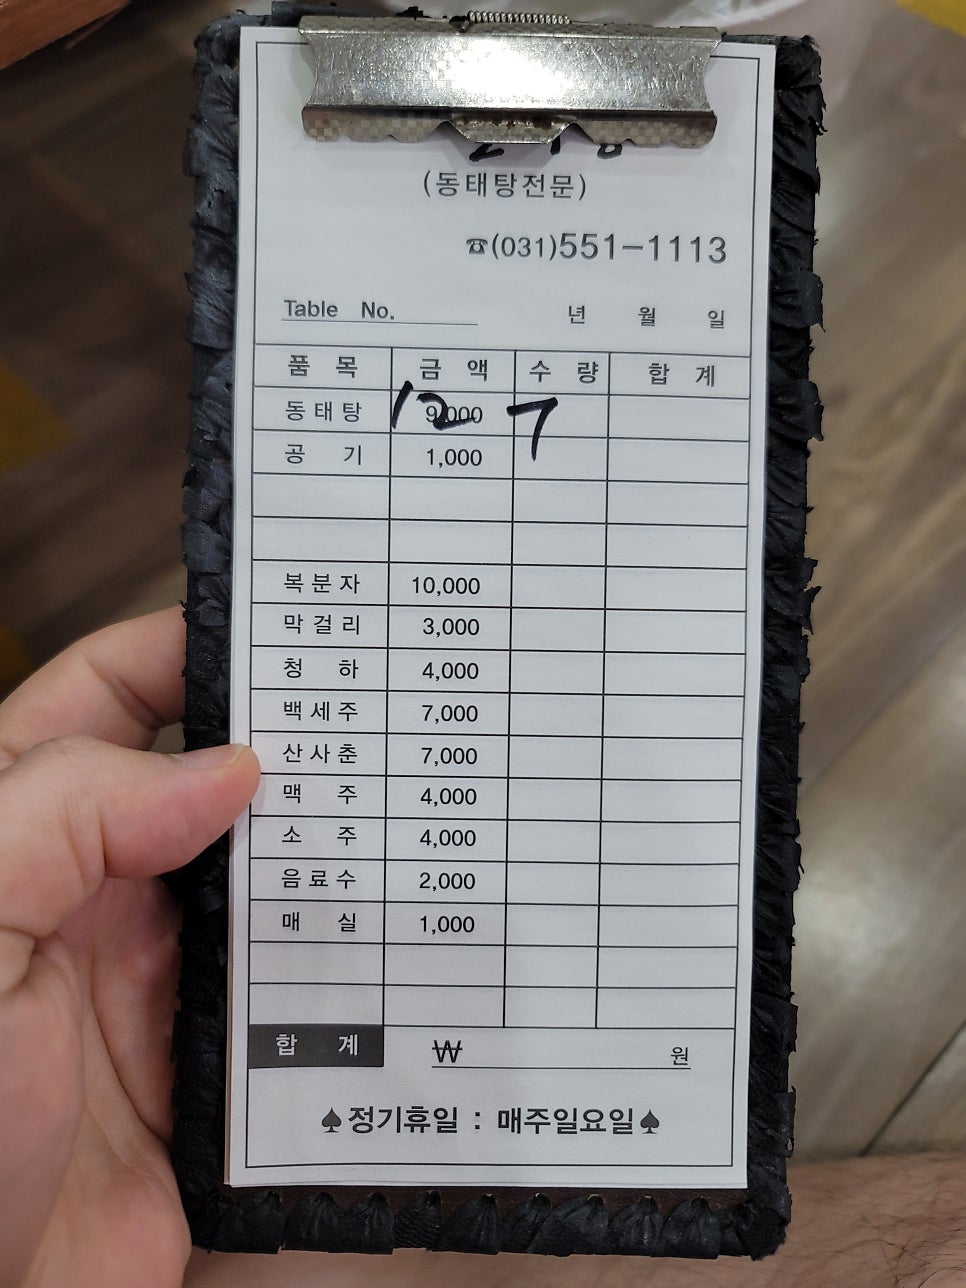 (동태탕전문)
☎(031)551-1113
Table No. 년 월 일
품 목 금 액 수 량 합 계
동태탕 9,000 12 7
공 기 1,000
복분자 10,000
막걸리 3,000
청 하 4,000
백세주 7,000
산사춘 7,000
맥 주 4,000
소 주 4,000
음료수 2,000
매 실 1,000
합 계 ₩ 원
♠정기휴일 : 매주일요일♠